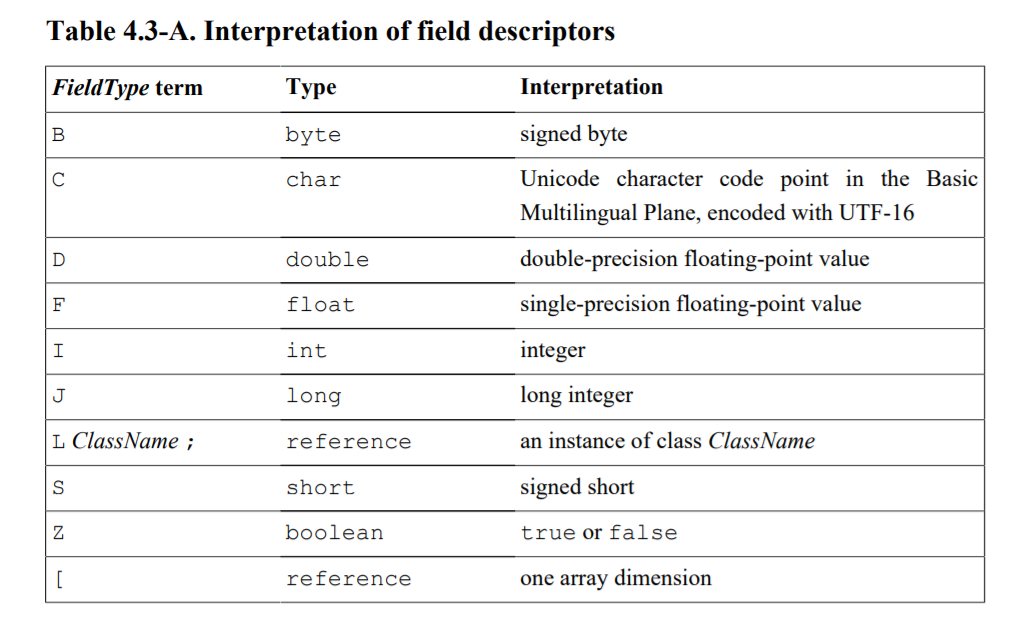 Table 4.3-A. Interpretation of field descriptors
FieldType term Type Interpretation
B byte signed byte
C char Unicode character code point in the Basic
Multilingual Plane, encoded with UTF-16
D double double-precision floating-point value
F float single-precision floating-point value
I int integer
J long long integer
L ClassName ; reference an instance of class ClassName
S short signed short
Z boolean true or false
[ reference one array dimension